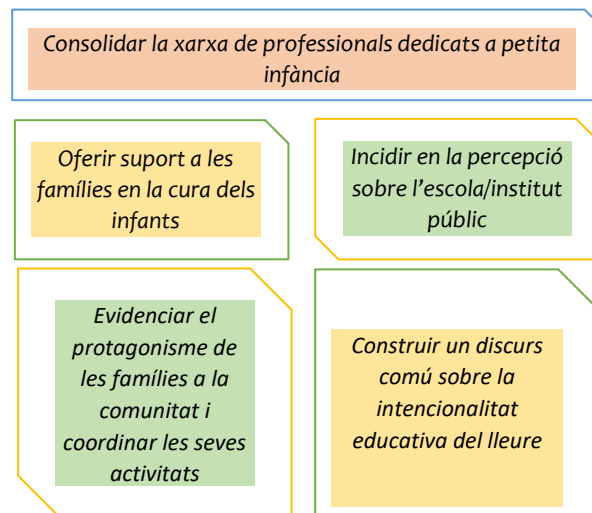 Consolidar la xarxa de professionals dedicats a petita
infància
Oferir suport a les
famílies en la cura dels
infants
Incidir en la percepció
sobre l'escola/institut
públic
Evidenciar el
protagonisme de
les famílies a la
comunitat i
coordinar les seves
activitats
Construir un discurs
comú sobre la
intencionalitat
educativa del lleure